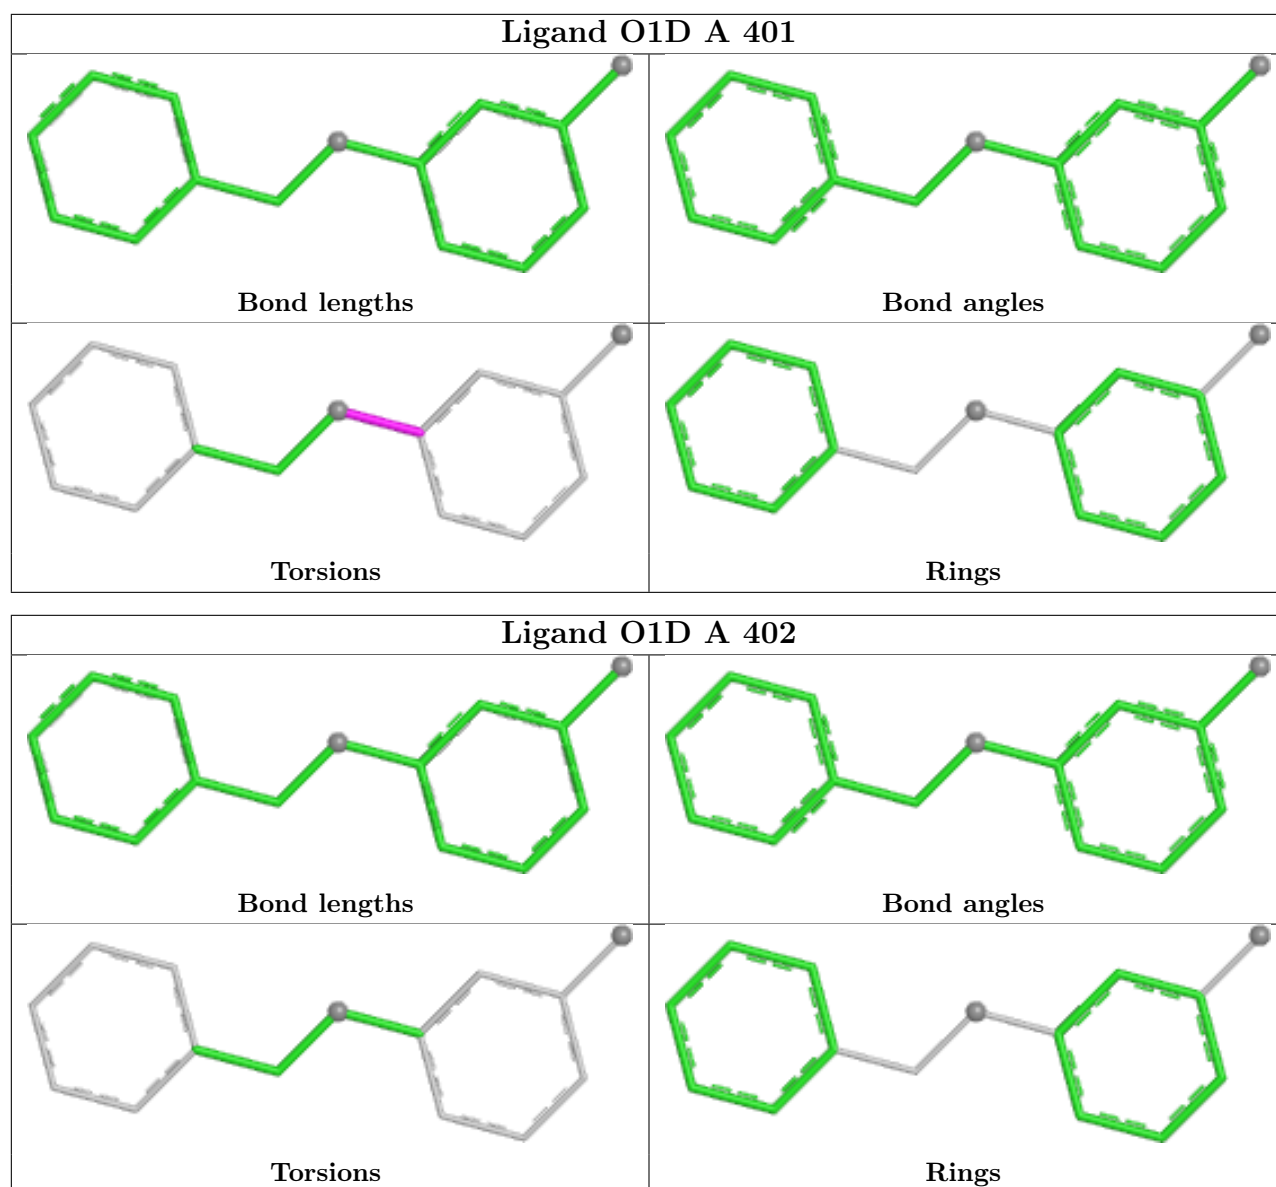 Ligand O1D A 401
Bond lengths
Bond angles
Torsions
Rings
Ligand O1D A 402
Bond lengths
Bond angles
Torsions
Rings